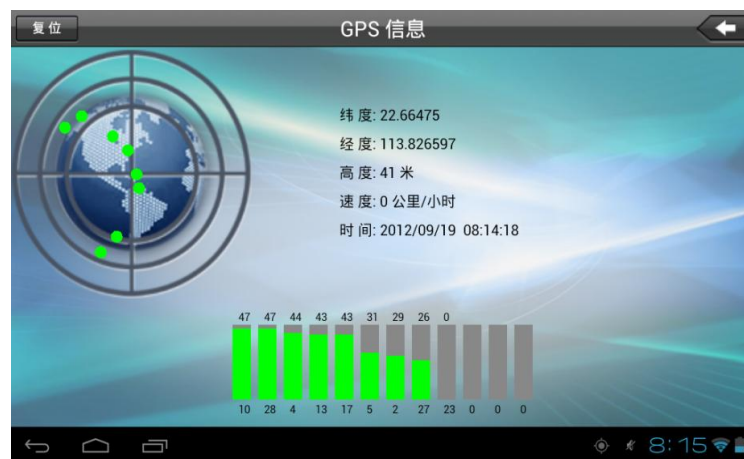 复位
GPS 信息
纬 度: 22.66475
经 度: 113.826597
高 度: 41 米
速 度: 0 公里/小时
时 间: 2012/09/19 08:14:18
47 47 44 43 43 31 29 26 0
10 28 4 13 17 5 2 27 23 0 0 0
8:15